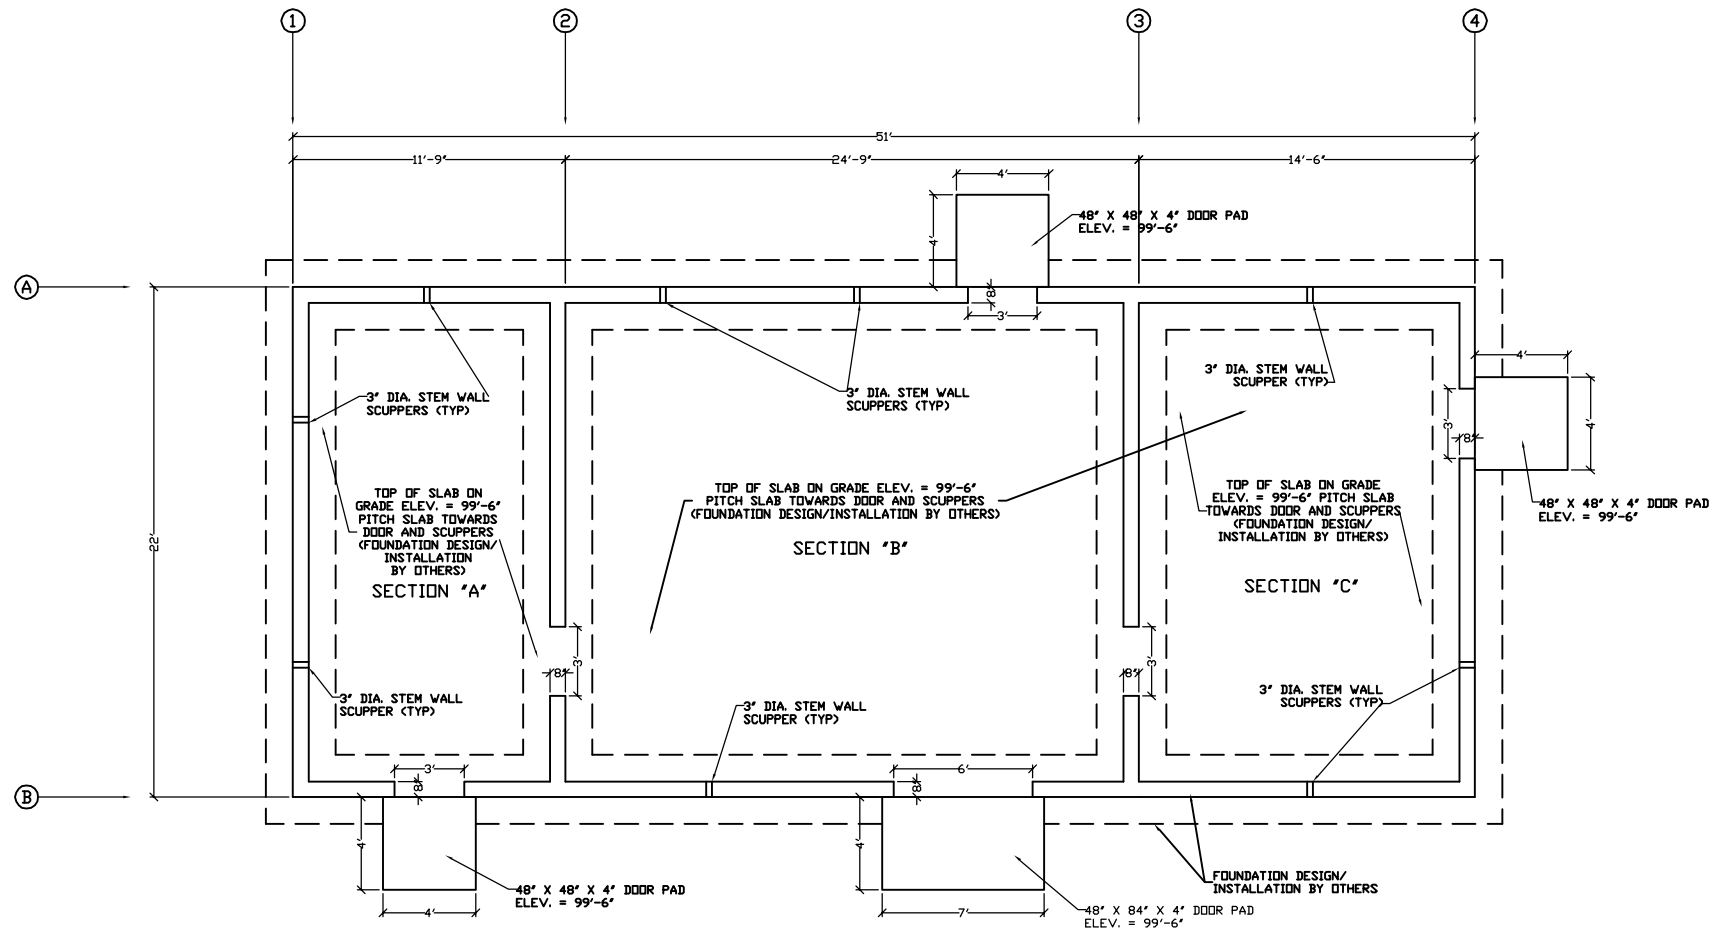 1
2
3
4
51'
11'-9"
24'-9"
14'-6"
4'
48" X 48" X 4" DOOR PAD
ELEV. = 99'-6"
4'
A
8"
3'
4'
3" DIA. STEM WALL
SCUPPER (TYP)
3" DIA. STEM WALL
SCUPPERS (TYP)
3" DIA. STEM WALL
SCUPPERS (TYP)
3'
8"
4'
TOP OF SLAB ON
GRADE ELEV. = 99'-6"
PITCH SLAB TOWARDS
DOOR AND SCUPPERS
(FOUNDATION DESIGN/
INSTALLATION
BY OTHERS)
SECTION "A"
TOP OF SLAB ON GRADE ELEV. = 99'-6"
PITCH SLAB TOWARDS DOOR AND SCUPPERS
(FOUNDATION DESIGN/INSTALLATION BY OTHERS)
SECTION "B"
TOP OF SLAB ON GRADE
ELEV. = 99'-6" PITCH SLAB
TOWARDS DOOR AND SCUPPERS
(FOUNDATION DESIGN/
INSTALLATION BY OTHERS)
SECTION "C"
48" X 48" X 4" DOOR PAD
ELEV. = 99'-6"
22'
3'
8"
3'
8"
3" DIA. STEM WALL
SCUPPER (TYP)
3" DIA. STEM WALL
SCUPPER (TYP)
3" DIA. STEM WALL
SCUPPERS (TYP)
3'
8"
6'
8"
B
4'
4'
48" X 48" X 4" DOOR PAD
ELEV. = 99'-6"
4'
7'
48" X 84" X 4" DOOR PAD
ELEV. = 99'-6"
FOUNDATION DESIGN/
INSTALLATION BY OTHERS